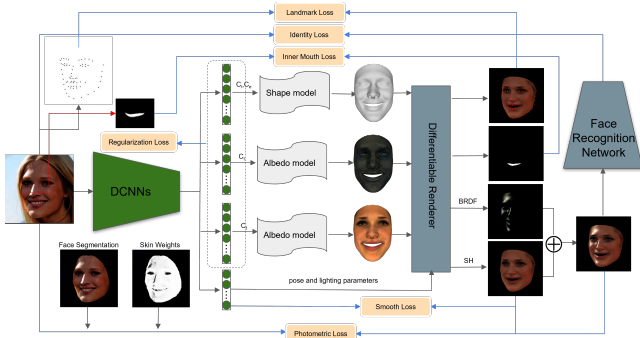 Landmark Loss
Identity Loss
Inner Mouth Loss
Shape model
Regularization Loss
Face
Recognition
Network
Differentiable Renderer
DCNNs
Albedo model
BRDF
Albedo model
Face Segmentation
Skin Weights
SH
pose and lighting parameters
Smooth Loss
Photometric Loss